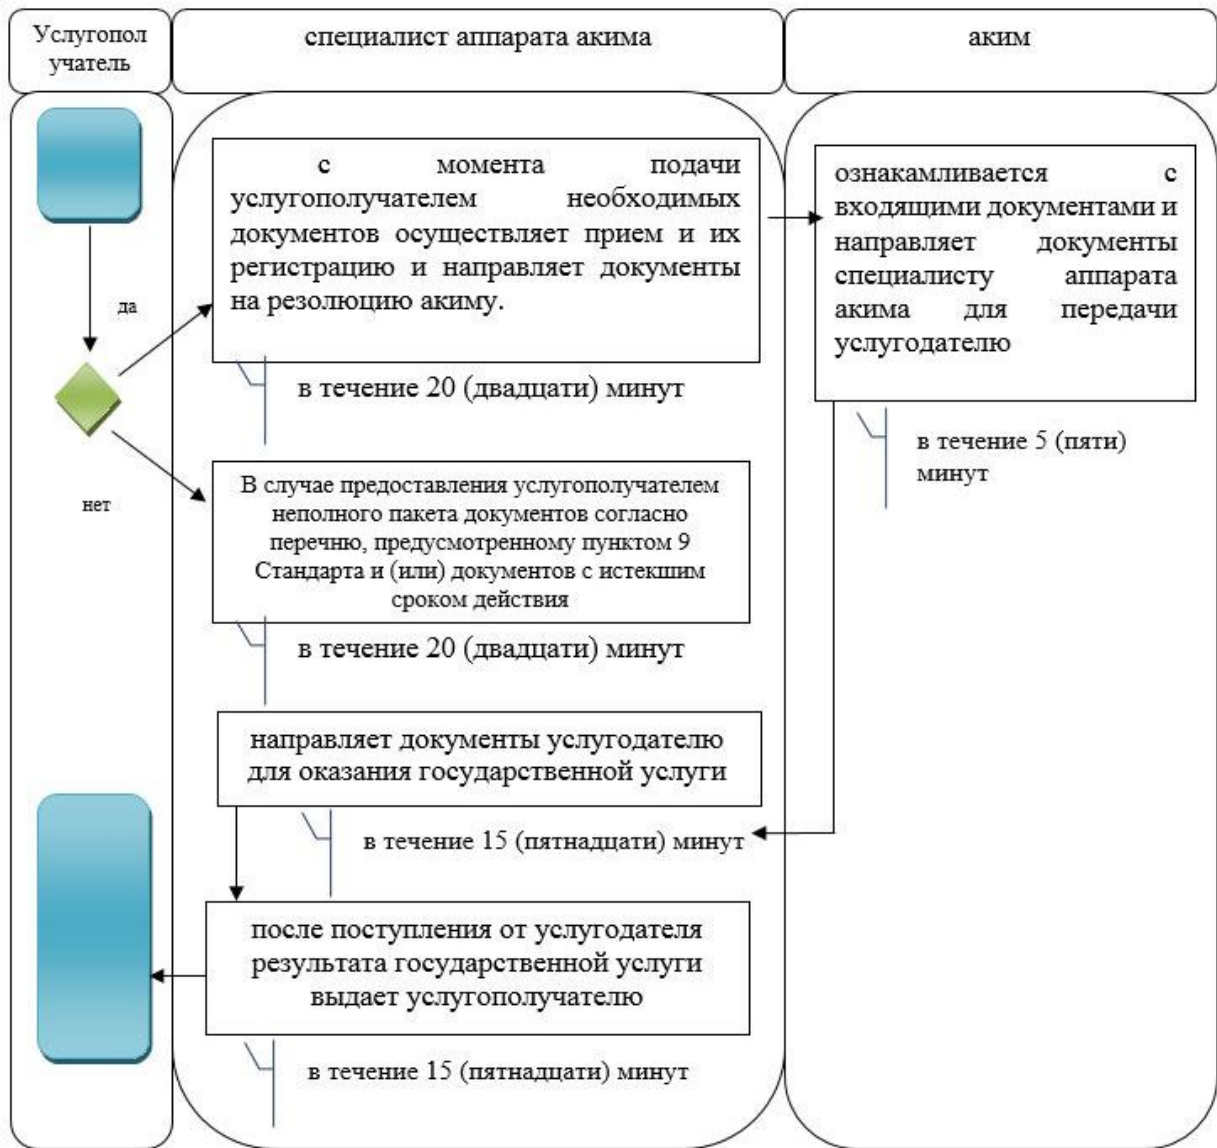 Услугопол
учатель
специалист аппарата акима
аким
с момента подачи
услугополучателем необходимых
документов осуществляет прием и их
регистрацию и направляет документы
на резолюцию акиму.
ознакамливается с
входящими документами и
направляет документы
специалисту аппарата
акима для передачи
услугодателю
да
в течение 20 (двадцати) минут
в течение 5 (пяти)
минут
нет
В случае предоставления услугополучателем
неполного пакета документов согласно
перечню, предусмотренному пунктом 9
Стандарта и (или) документов с истекшим
сроком действия
в течение 20 (двадцати) минут
направляет документы услугодателю
для оказания государственной услуги
в течение 15 (пятнадцати) минут
после поступления от услугодателя
результата государственной услуги
выдает услугополучателю
в течение 15 (пятнадцати) минут